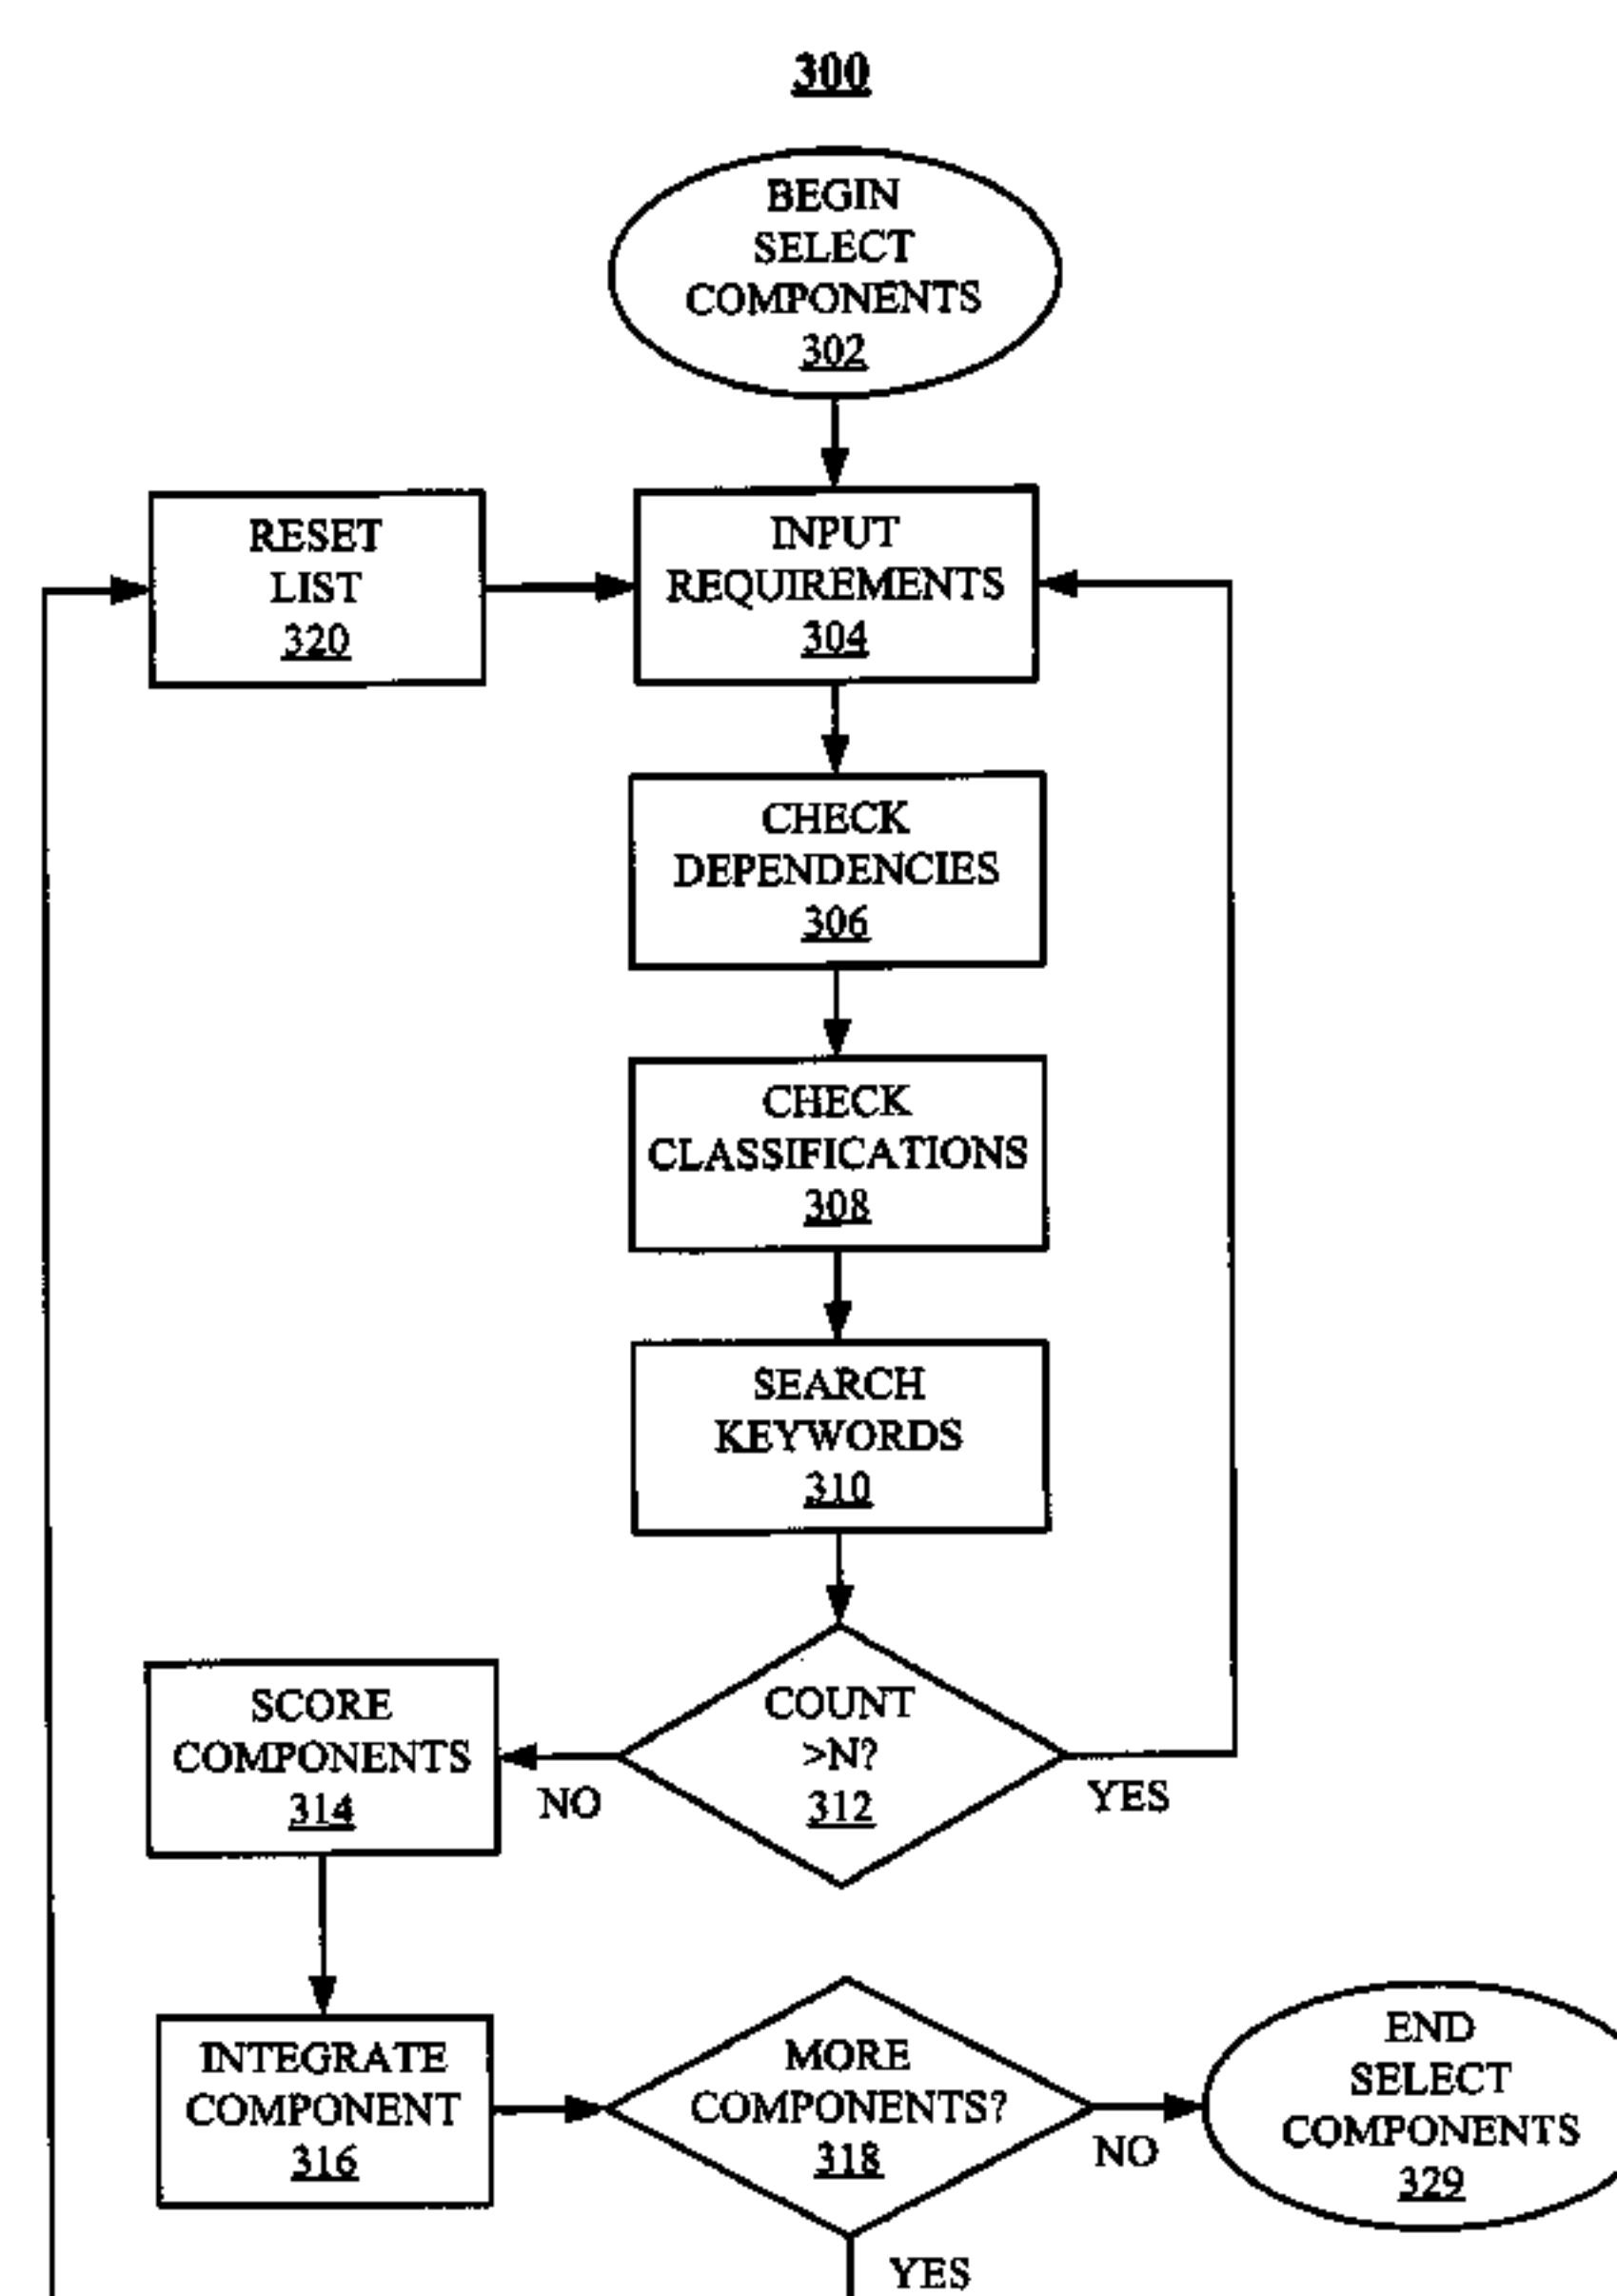 300
BEGIN
SELECT
COMPONENTS
302
RESET
LIST
320
INPUT
REQUIREMENTS
304
CHECK
DEPENDENCIES
306
CHECK
CLASSIFICATIONS
308
SEARCH
KEYWORDS
310
SCORE
COMPONENTS
314
NO
COUNT
>N?
312
YES
INTEGRATE
COMPONENT
316
MORE
COMPONENTS?
318
NO
END
SELECT
COMPONENTS
329
YES